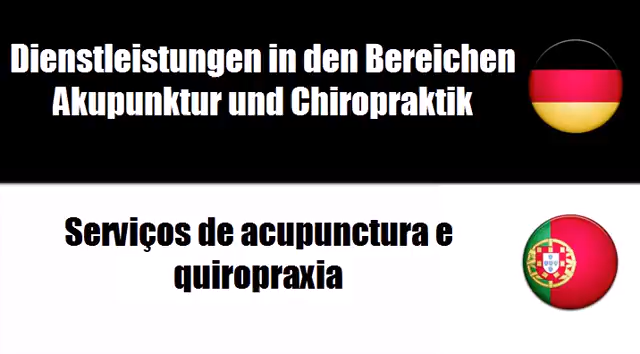 Dienstleistungen in den Bereichen
Akupunktur und Chiropraktik
Serviços de acupunctura e
quiropraxia